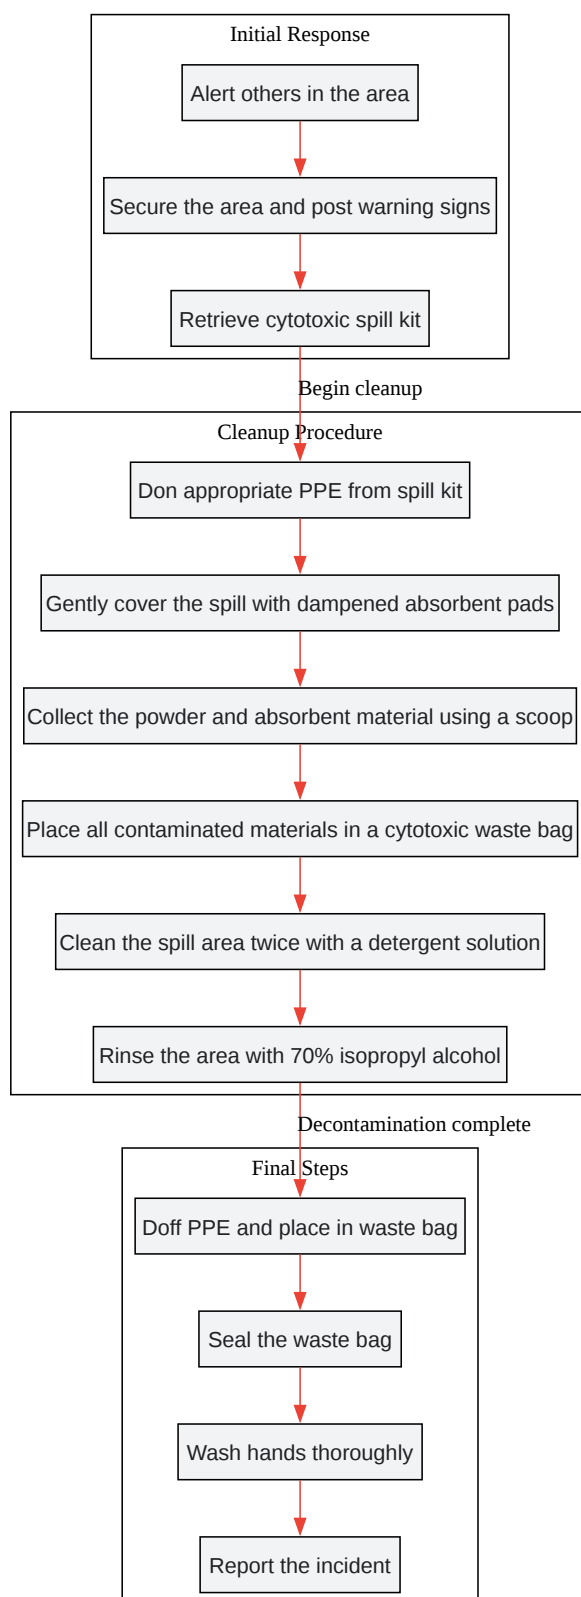 Initial Response
Alert others in the area
Secure the area and post warning signs
Retrieve cytotoxic spill kit
Begin cleanup
Cleanup Procedure
Don appropriate PPE from spill kit
Gently cover the spill with dampened absorbent pads
Collect the powder and absorbent material using a scoop
Place all contaminated materials in a cytotoxic waste bag
Clean the spill area twice with a detergent solution
Rinse the area with 70% isopropyl alcohol
Decontamination complete
Final Steps
Doff PPE and place in waste bag
Seal the waste bag
Wash hands thoroughly
Report the incident